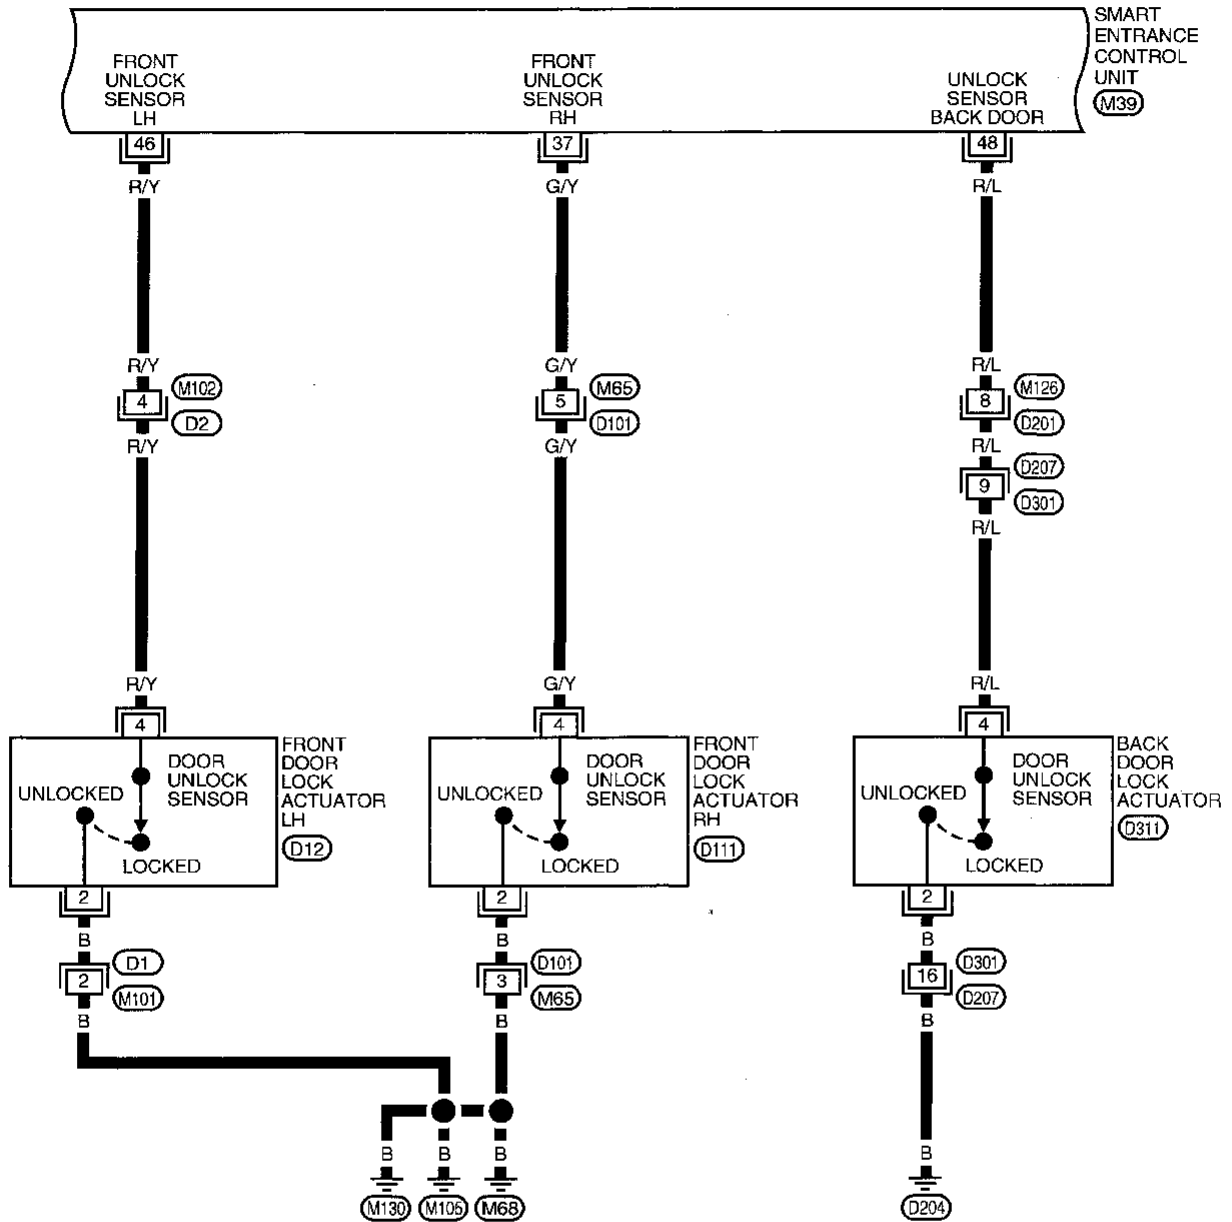 SMART
ENTRANCE
CONTROL
UNIT
M39
FRONT
UNLOCK
SENSOR
LH
FRONT
UNLOCK
SENSOR
RH
UNLOCK
SENSOR
BACK DOOR
46
37
48
R/Y
G/Y
R/L
R/Y
G/Y
R/L
4
M102
D2
5
M65
D101
8
M126
D201
R/Y
G/Y
R/L
9
D207
D301
R/L
R/Y
G/Y
R/L
4
4
4
DOOR
UNLOCK
SENSOR
UNLOCKED
LOCKED
FRONT
DOOR
LOCK
ACTUATOR
LH
D12
DOOR
UNLOCK
SENSOR
UNLOCKED
LOCKED
FRONT
DOOR
LOCK
ACTUATOR
RH
D111
DOOR
UNLOCK
SENSOR
UNLOCKED
LOCKED
BACK
DOOR
LOCK
ACTUATOR
D311
2
2
2
B
B
B
2
D1
M101
3
D101
M65
16
D301
D207
B
B
B
B
B
B
B
M130
M105
M68
D204